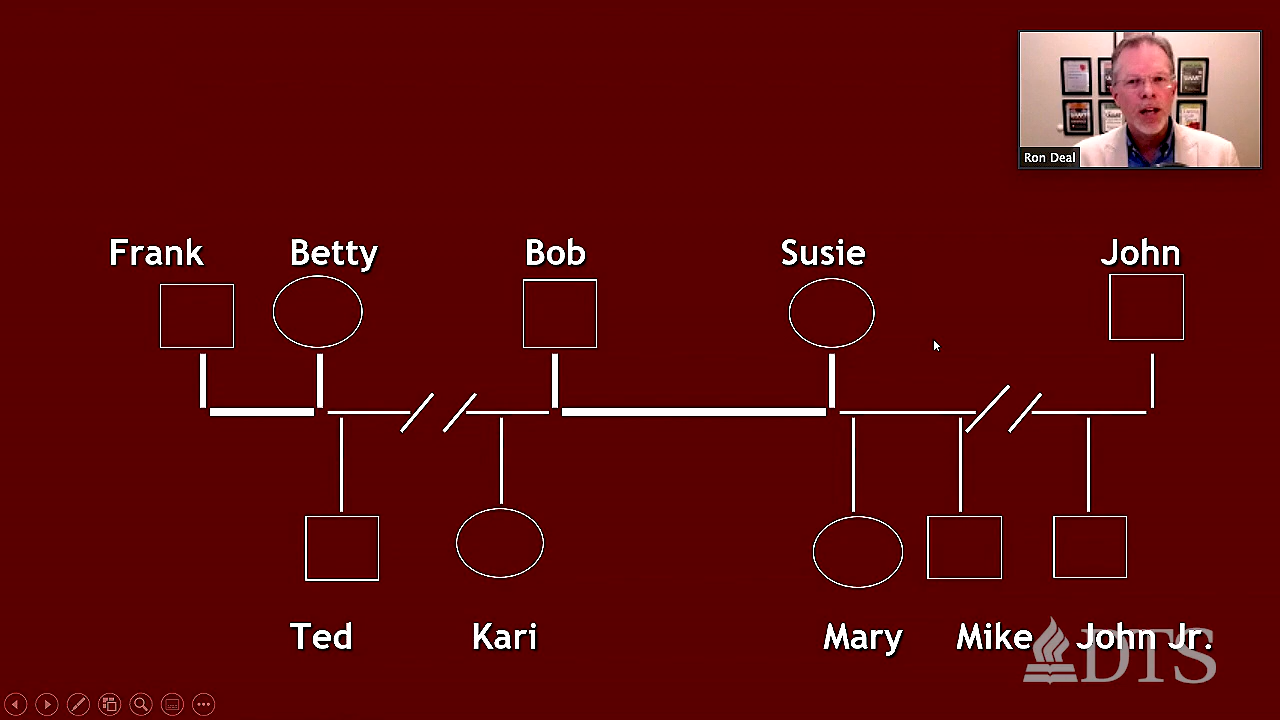 Ron Deal
Frank Betty Bob Susie John
Ted Kari Mary Mike John Jr.
DTS